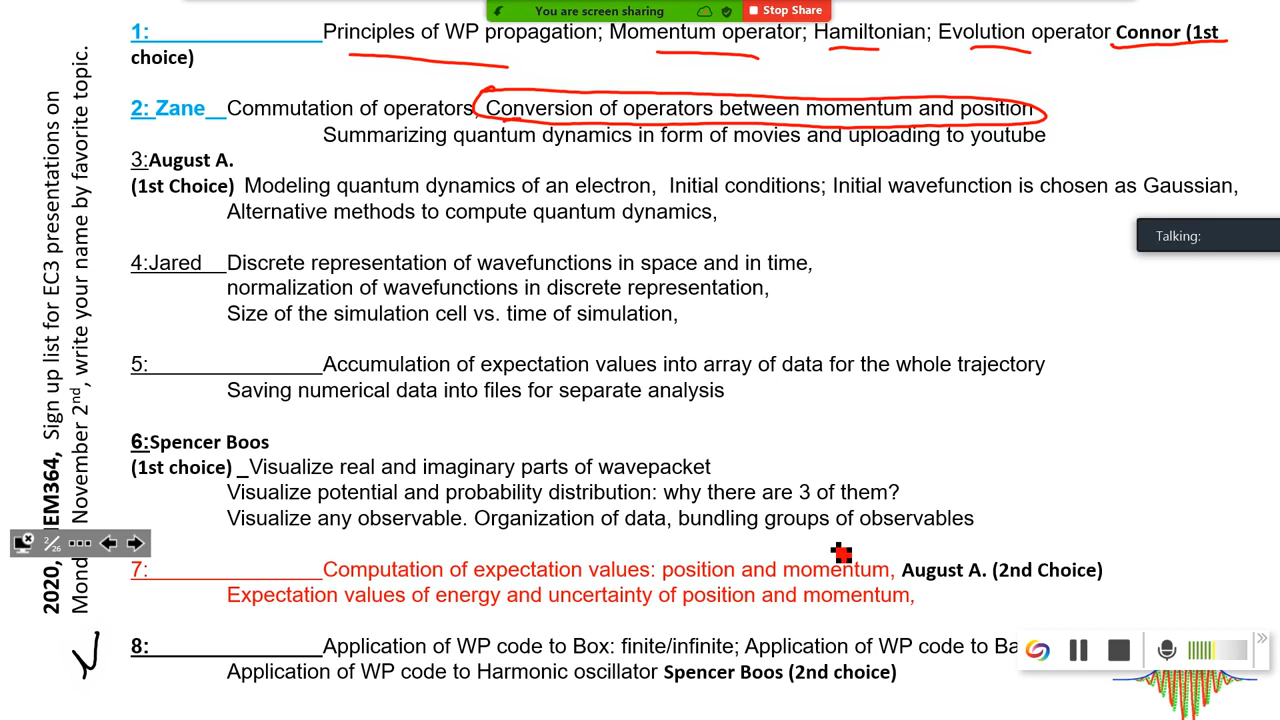 You are screen sharing
Stop Share
1: Principles of WP propagation; Momentum operator; Hamiltonian; Evolution operator Connor (1st
choice)
2: Zane__ Commutation of operators, Conversion of operators between momentum and position
Summarizing quantum dynamics in form of movies and uploading to youtube
3:August A.
(1st Choice) Modeling quantum dynamics of an electron, Initial conditions; Initial wavefunction is chosen as Gaussian,
Alternative methods to compute quantum dynamics,
Talking:
4:Jared Discrete representation of wavefunctions in space and in time,
normalization of wavefunctions in discrete representation,
Size of the simulation cell vs. time of simulation,
5: Accumulation of expectation values into array of data for the whole trajectory
Saving numerical data into files for separate analysis
6:Spencer Boos
(1st choice) _Visualize real and imaginary parts of wavepacket
Visualize potential and probability distribution: why there are 3 of them?
Visualize any observable. Organization of data, bundling groups of observables
7: Computation of expectation values: position and momentum, August A. (2nd Choice)
Expectation values of energy and uncertainty of position and momentum,
8: Application of WP code to Box: finite/infinite; Application of WP code to Ba
Application of WP code to Harmonic oscillator Spencer Boos (2nd choice)
2020, EM364, Sign up list for EC3 presentations on
Mond November 2nd, write your name by favorite topic.
2/26